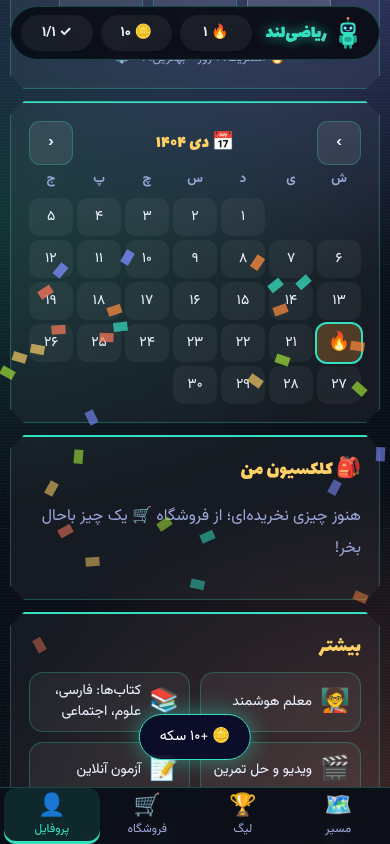 ریاضی‌لند
🔥 ۱
🪙 ۱۰
✓ ۱/۱
📅 دی ۱۴۰۴
ش ی د س چ پ ج
۱ ۲ ۳ ۴ ۵
۶ ۷ ۸ ۹ ۱۰ ۱۱ ۱۲
۱۳ ۱۴ ۱۵ ۱۶ ۱۷ ۱۸ ۱۹
🔥 ۲۱ ۲۲ ۲۳ ۲۴ ۲۵ ۲۶
۲۷ ۲۸ ۲۹ ۳۰
🎒 کلکسیون من
هنوز چیزی نخریده‌ای؛ از فروشگاه 🛒 یک چیز باحال
بخر!
بیشتر
معلم هوشمند
کتاب‌ها: فارسی،
علوم، اجتماعی
ویدیو و حل تمرین
آزمون آنلاین
🪙 +۱۰ سکه
مسیر
لیگ
فروشگاه
پروفایل